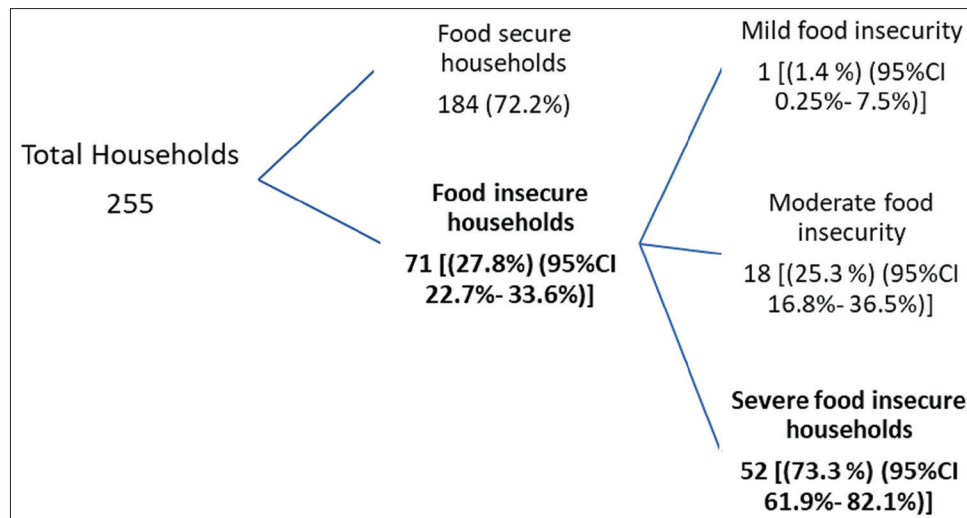 Total Households
255
Food secure
households
184 (72.2%)
Food insecure
households
71 [(27.8%) (95%CI
22.7%- 33.6%)]
Mild food insecurity
1 [(1.4 %) (95%CI
0.25%- 7.5%)]
Moderate food
insecurity
18 [(25.3 %) (95%CI
16.8%- 36.5%)]
Severe food insecure
households
52 [(73.3 %) (95%CI
61.9%- 82.1%)]